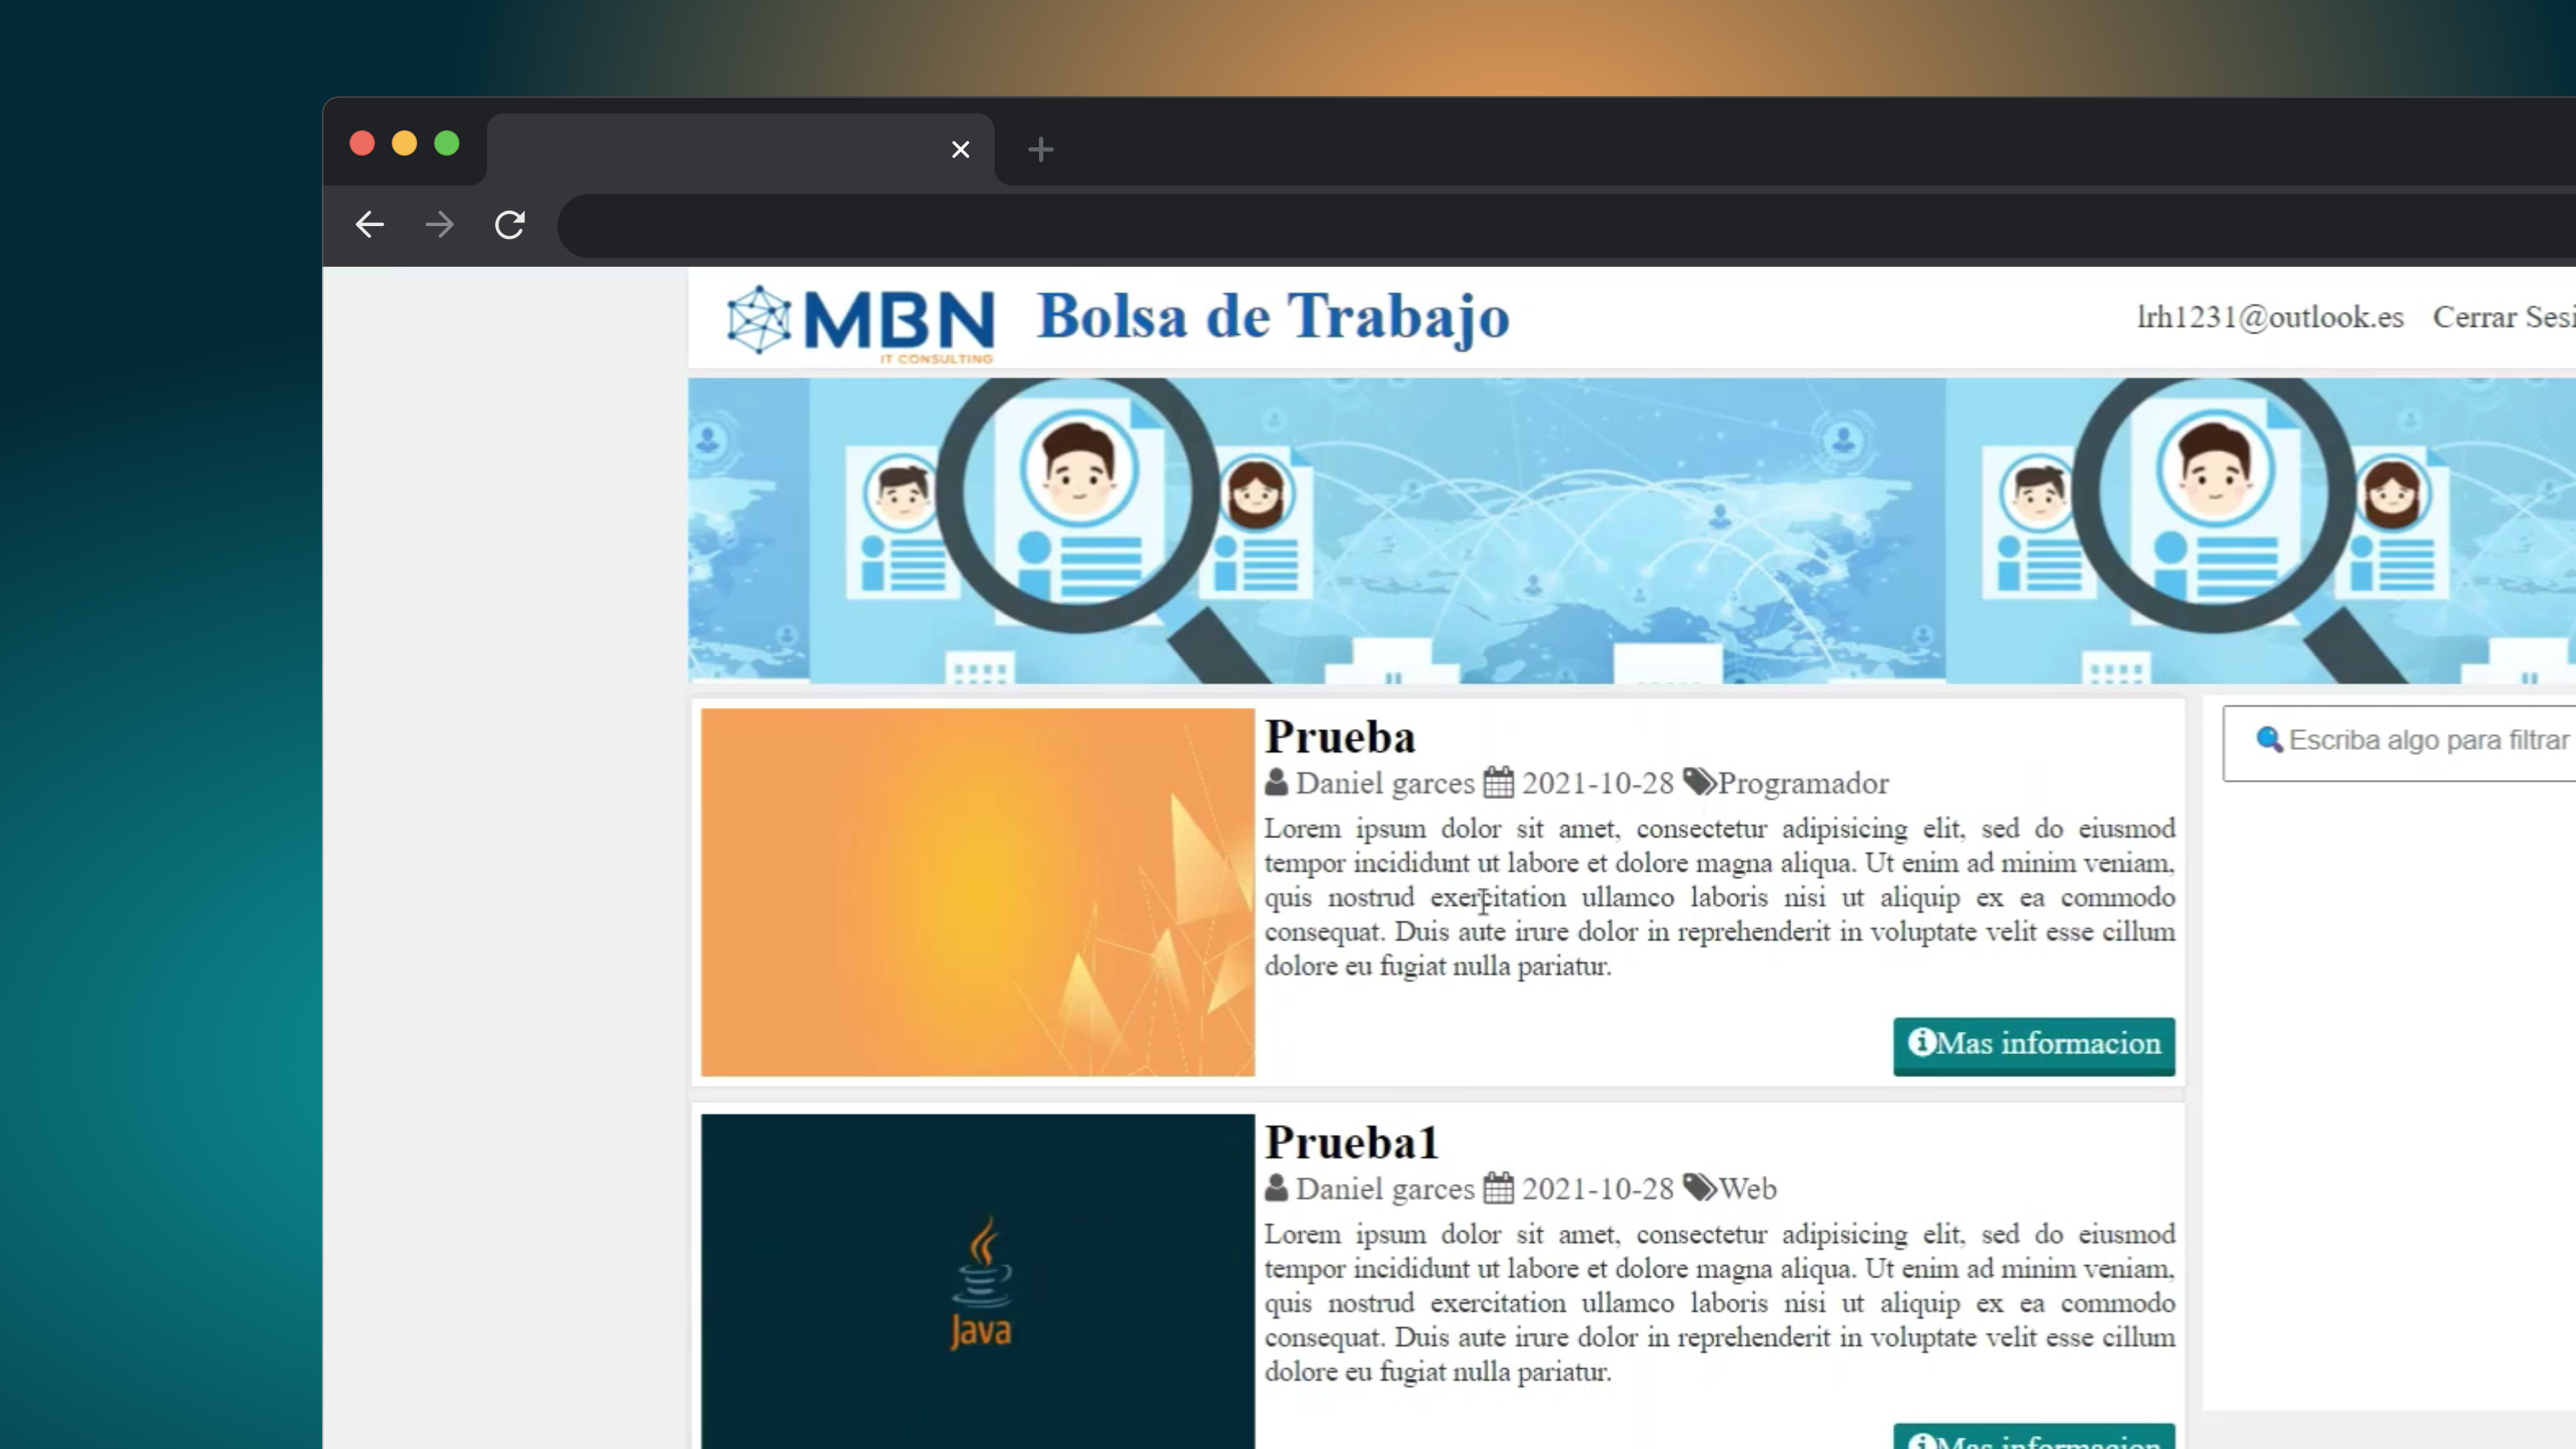 MBN
IT CONSULTING
Bolsa de Trabajo
lrh1231@outlook.es Cerrar Sesi
Prueba
Daniel garces 2021-10-28 Programador
Lorem ipsum dolor sit amet, consectetur adipisicing elit, sed do eiusmod
tempor incididunt ut labore et dolore magna aliqua. Ut enim ad minim veniam,
quis nostrud exercitation ullamco laboris nisi ut aliquip ex ea commodo
consequat. Duis aute irure dolor in reprehenderit in voluptate velit esse cillum
dolore eu fugiat nulla pariatur.
Mas informacion
Escriba algo para filtrar
Prueba1
Daniel garces 2021-10-28 Web
Lorem ipsum dolor sit amet, consectetur adipisicing elit, sed do eiusmod
tempor incididunt ut labore et dolore magna aliqua. Ut enim ad minim veniam,
quis nostrud exercitation ullamco laboris nisi ut aliquip ex ea commodo
consequat. Duis aute irure dolor in reprehenderit in voluptate velit esse cillum
dolore eu fugiat nulla pariatur.
Java
Mas informacion